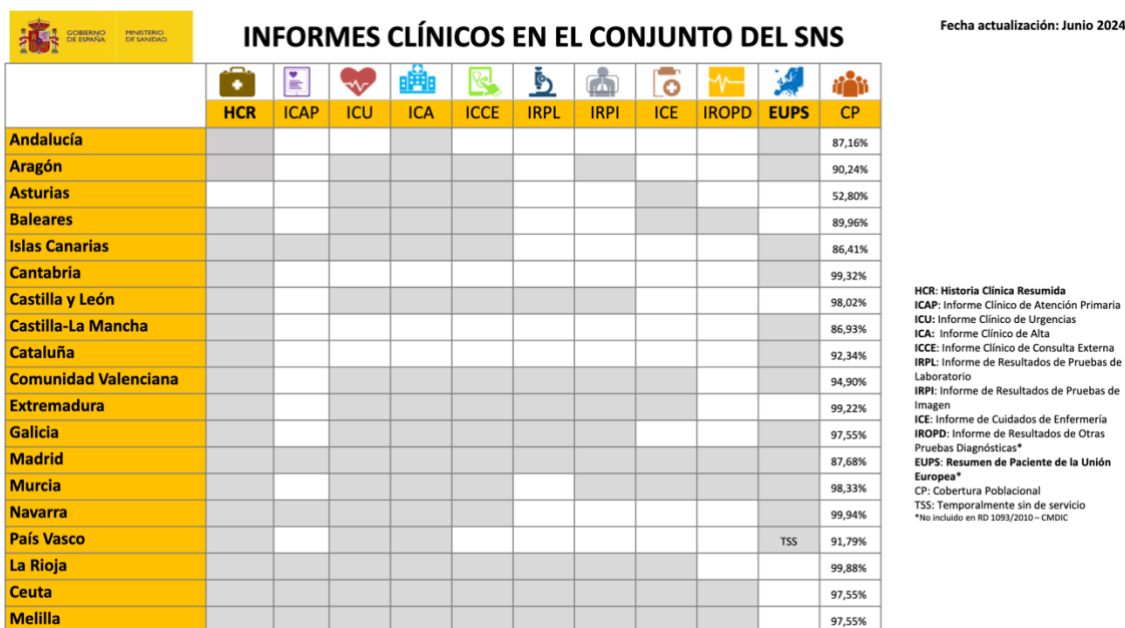 GOBIERNO
DE ESPAÑA
MINISTERIO
DE SANIDAD
INFORMES CLÍNICOS EN EL CONJUNTO DEL SNS
Fecha actualización: Junio 2024
HCR ICAP ICU ICA ICCE IRPL IRPI ICE IROPD EUPS CP
Andalucía 87,16%
Aragón 90,24%
Asturias 52,80%
Baleares 89,96%
Islas Canarias 86,41%
Cantabria 99,32%
Castilla y León 98,02%
Castilla-La Mancha 86,93%
Cataluña 92,34%
Comunidad Valenciana 94,90%
Extremadura 99,22%
Galicia 97,55%
Madrid 87,68%
Murcia 98,33%
Navarra 99,94%
País Vasco TSS 91,79%
La Rioja 99,88%
Ceuta 97,55%
Melilla 97,55%
HCR: Historia Clínica Resumida
ICAP: Informe Clínico de Atención Primaria
ICU: Informe Clínico de Urgencias
ICA: Informe Clínico de Alta
ICCE: Informe Clínico de Consulta Externa
IRPL: Informe de Resultados de Pruebas de
Laboratorio
IRPI: Informe de Resultados de Pruebas de
Imagen
ICE: Informe de Cuidados de Enfermería
IROPD: Informe de Resultados de Otras
Pruebas Diagnósticas*
EUPS: Resumen de Paciente de la Unión
Europea*
CP: Cobertura Poblacional
TSS: Temporalmente sin de servicio
*No incluido en RD 1093/2010 – CMDIC